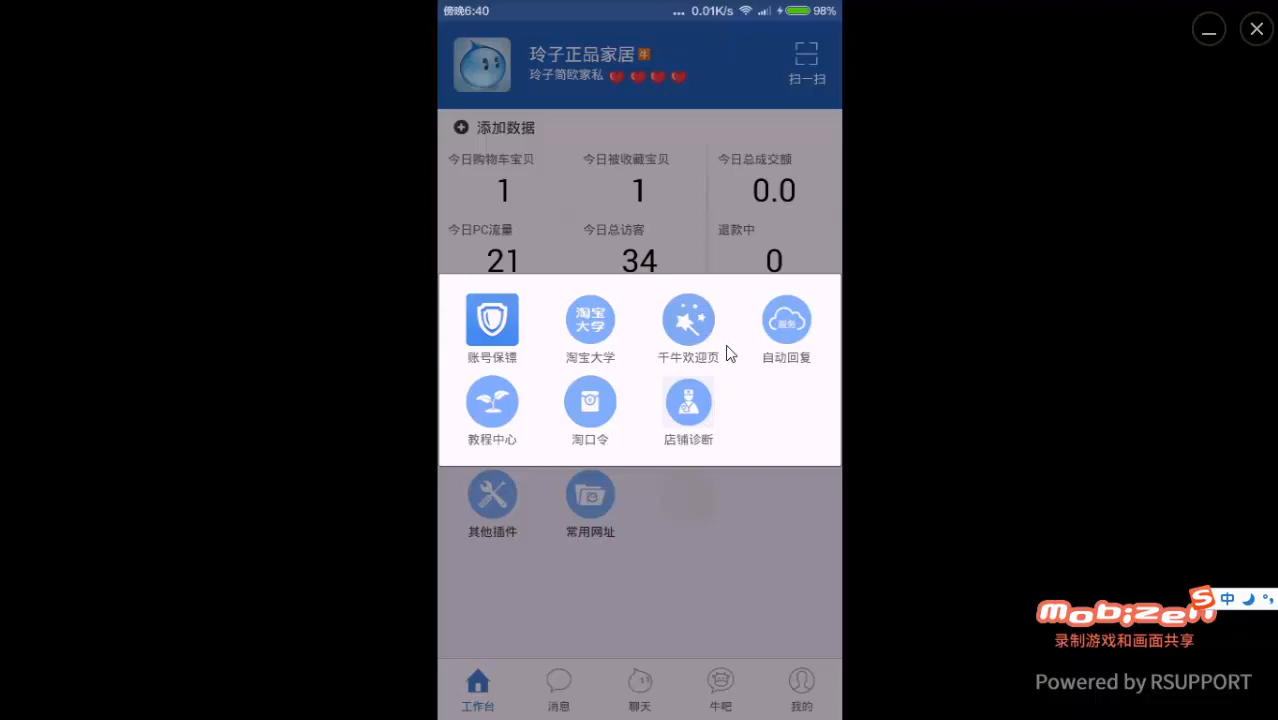 傍晚6:40
... 0.01K/s 98%
玲子正品家居 牛
玲子简欧家私
扫一扫
添加数据
今日购物车宝贝 今日被收藏宝贝 今日总成交额
1 1 0.0
今日PC流量 今日总访客 退款中
21 34 0
淘宝
大学
服务
账号保镖 淘宝大学 千牛欢迎页 自动回复
教程中心 淘口令 店铺诊断
其他插件 常用网址
工作台 消息 聊天 牛吧 我的
mobizen
S 中
录制游戏和画面共享
Powered by RSUPPORT